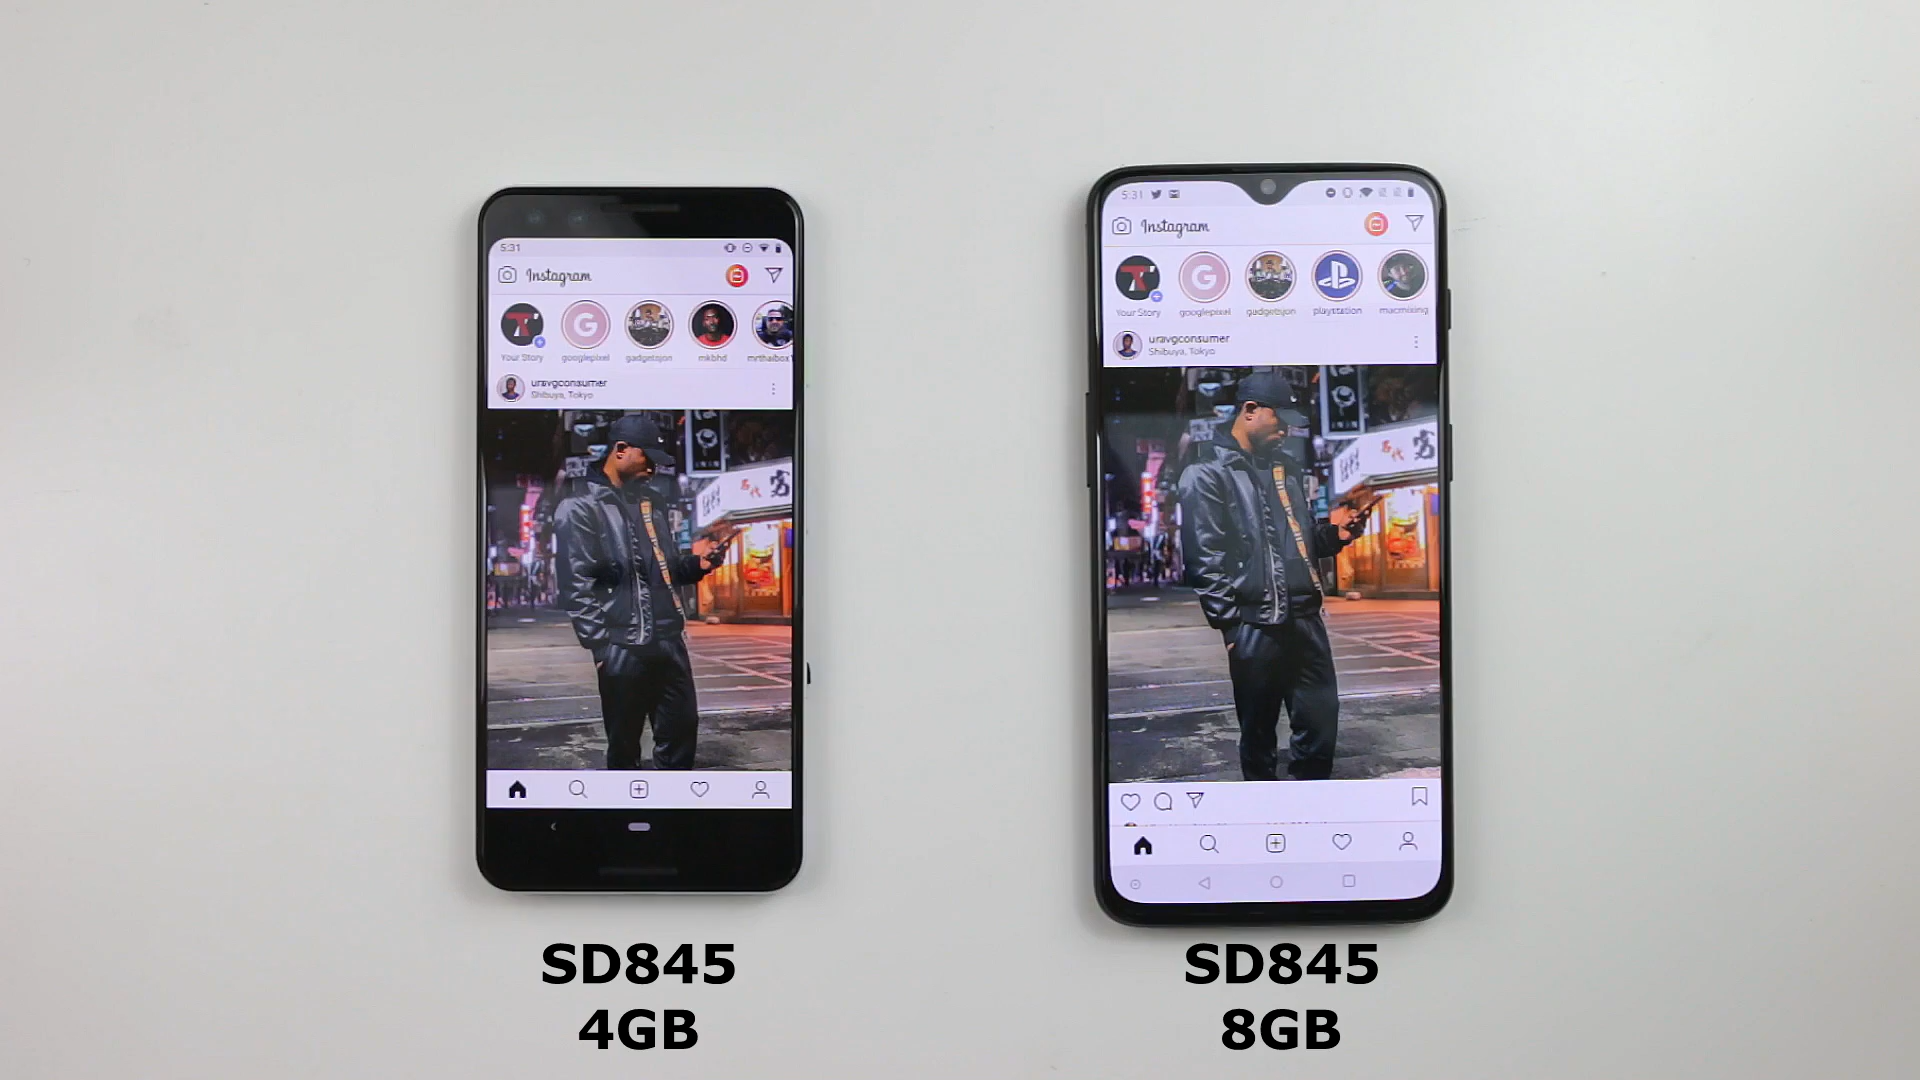 5:31
Instagram
Your Story
googlepixel
gadgetsjon
mkbhd
mrthaibox1
uravgconsumer
Shibuya, Tokyo
SD845
4GB
5:31
Instagram
Your Story
googlepixel
gadgetsjon
playstation
macmixing
uravgconsumer
Shibuya, Tokyo
SD845
8GB